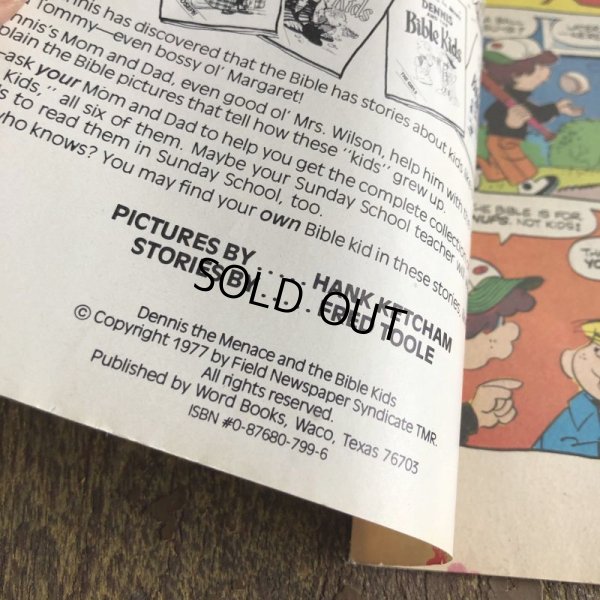 DENNIS
Bible Kids
Kids
nnis has discovered that the Bible has stories about kids
Tommy—even bossy ol' Margaret!
nnis's Mom and Dad, even good ol' Mrs. Wilson, help him with
plain the Bible pictures that tell how these "kids" grew up.
—ask your Mom and Dad to help you get the complete collection
Kids," all six of them. Maybe your Sunday School teacher will
s to read them in Sunday School, too.
who knows? You may find your own Bible kid in these stories,
PICTURES BY ..... HANK KETCHAM
STORIES BY ..... FRED TOOLE
SOLD OUT
Dennis the Menace and the Bible Kids
© Copyright 1977 by Field Newspaper Syndicate TMR.
All rights reserved.
Published by Word Books, Waco, Texas 76703
ISBN #0-87680-799-6
BIBLE IS FOR
NOT KIDS!